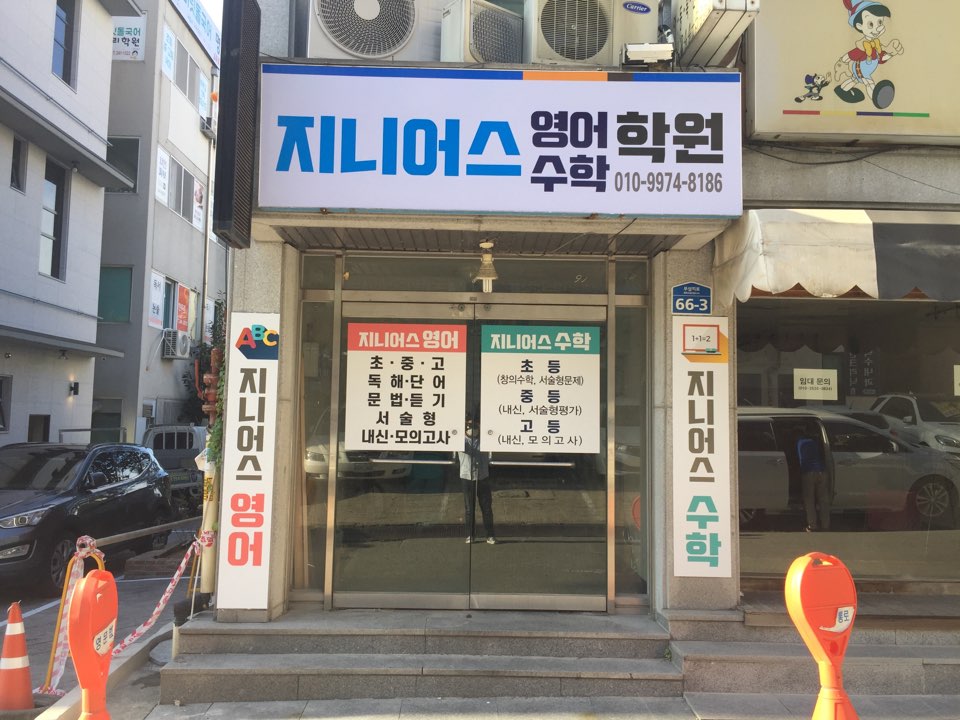 지니어스 영어 수학 학원
010-9974-8186
66-3
ABC
지니어스 영어
지니어스 영어
초·중·고
독해·단어
문법·듣기
서술형
내신·모의고사
지니어스 수학
초등
(창의수학, 서술형문제)
중등
(내신, 서술형평가)
고등
(내신, 모의고사)
1+1=2
지니어스 수학
임대 문의
Carrier